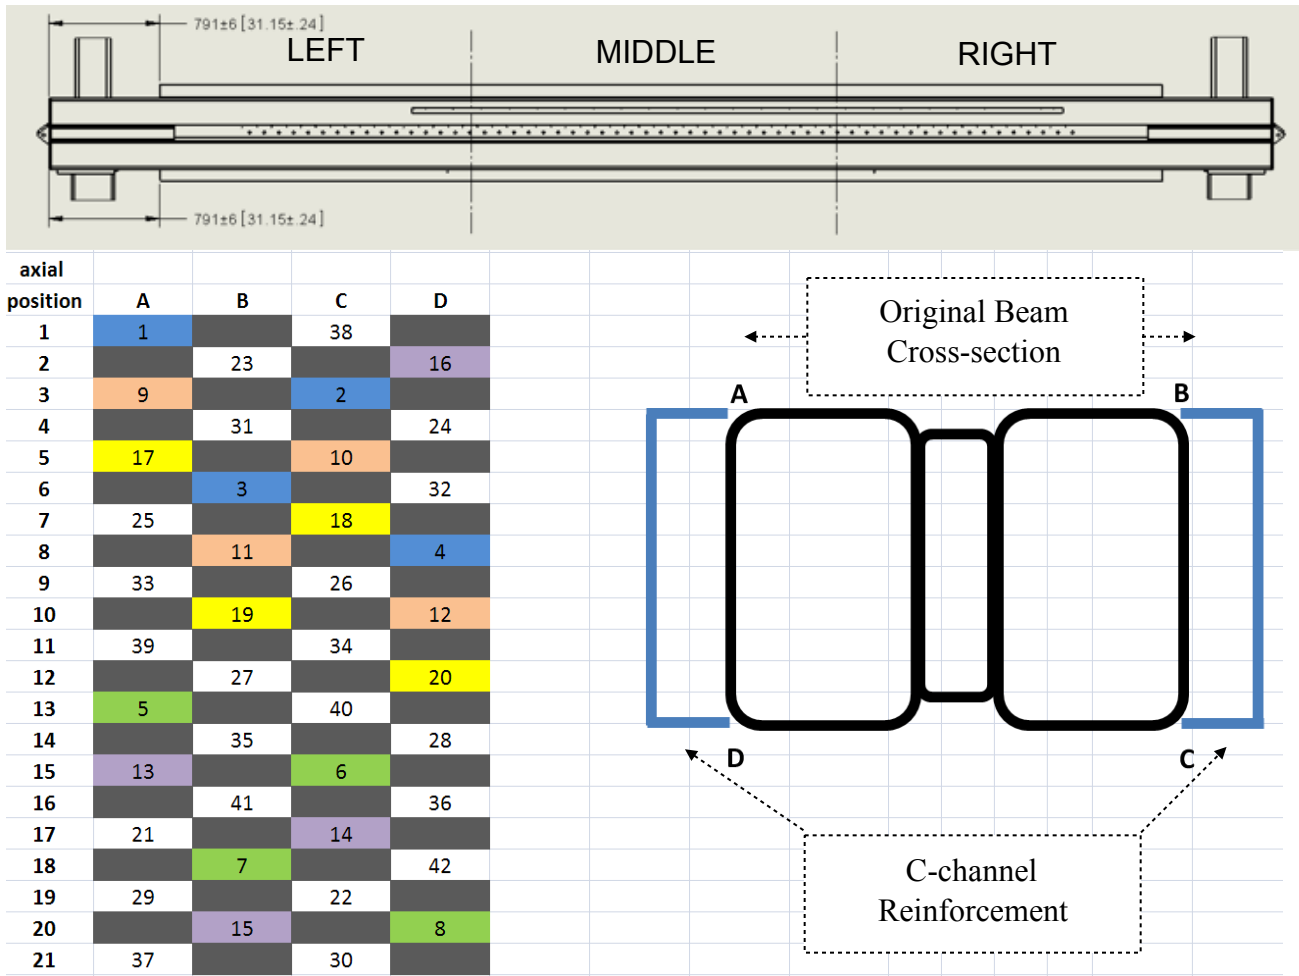 791±6 [31.15±.24]
LEFT MIDDLE RIGHT
791±6 [31.15±.24]
axial
position A B C D
1 1 38
2 23 16
3 9 2
4 31 24
5 17 10
6 3 32
7 25 18
8 11 4
9 33 26
10 19 12
11 39 34
12 27 20
13 5 40
14 35 28
15 13 6
16 41 36
17 21 14
18 7 42
19 29 22
20 15 8
21 37 30
Original Beam
Cross-section
A B
D C
C-channel
Reinforcement